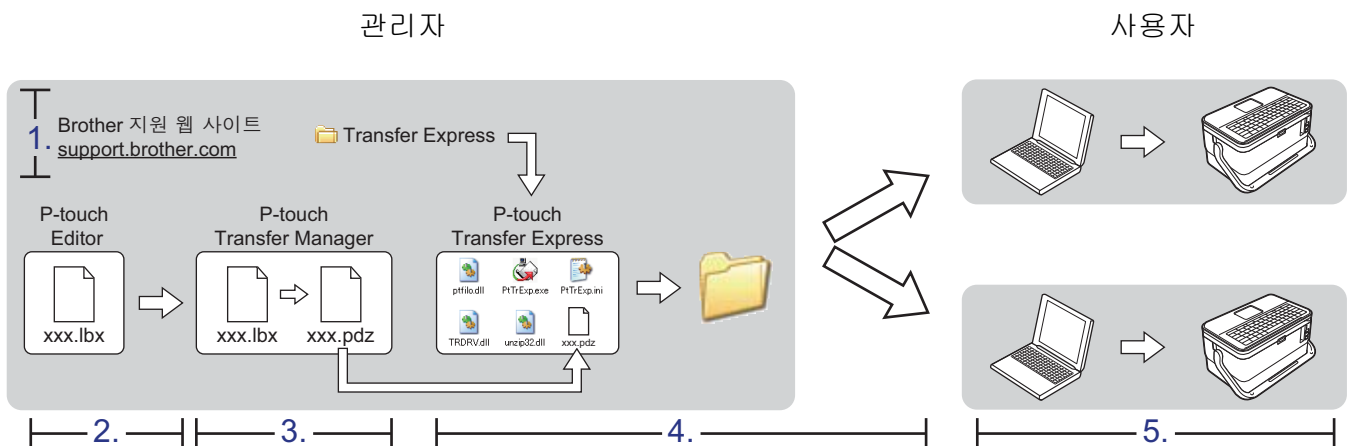 관리자
사용자
1.
Brother 지원 웹 사이트
support.brother.com
Transfer Express
P-touch
Editor
xxx.lbx
P-touch
Transfer Manager
xxx.lbx
xxx.pdz
P-touch
Transfer Express
ptfilo.dll
PtTrExp.exe
PtTrExp.ini
TRDRV.dll
unzip32.dll
xxx.pdz
2.
3.
4.
5.